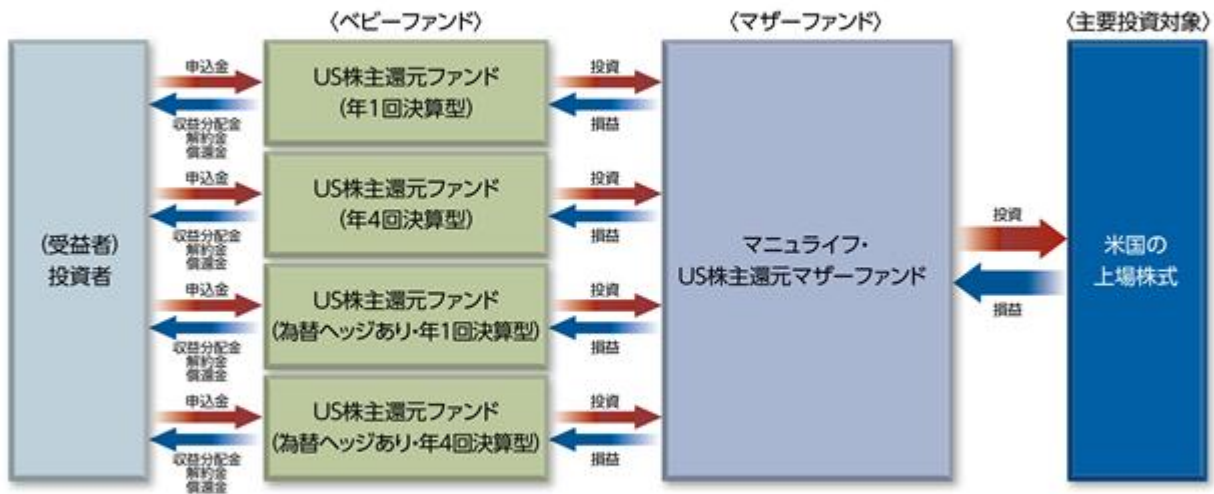 〈ベビーファンド〉
〈マザーファンド〉
〈主要投資対象〉
(受益者)
投資者
申込金
収益分配金
解約金
償還金
US株主還元ファンド
(年1回決算型)
投資
損益
申込金
収益分配金
解約金
償還金
US株主還元ファンド
(年4回決算型)
投資
損益
申込金
収益分配金
解約金
償還金
US株主還元ファンド
(為替ヘッジあり・年1回決算型)
投資
損益
申込金
収益分配金
解約金
償還金
US株主還元ファンド
(為替ヘッジあり・年4回決算型)
投資
損益
マニュライフ・
US株主還元マザーファンド
投資
損益
米国の
上場株式